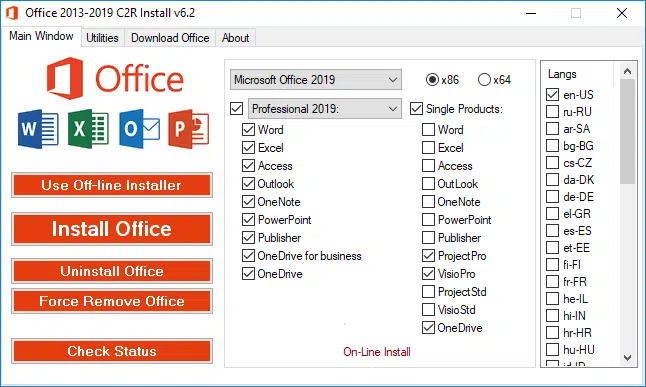 Office 2013-2019 C2R Install v6.2
Main Window Utilities Download Office About
Office
W X O P
Use Off-line Installer
Install Office
Uninstall Office
Force Remove Office
Check Status
Microsoft Office 2019 x86 x64
Professional 2019: Single Products:
Word Word
Excel Excel
Access Access
Outlook OutLook
OneNote OneNote
PowerPoint PowerPoint
Publisher Publisher
OneDrive for business ProjectPro
OneDrive VisioPro
ProjectStd
VisioStd
OneDrive
On-Line Install
Langs
en-US
ru-RU
ar-SA
bg-BG
cs-CZ
da-DK
de-DE
el-GR
es-ES
et-EE
fi-FI
fr-FR
he-IL
hi-IN
hr-HR
hu-HU